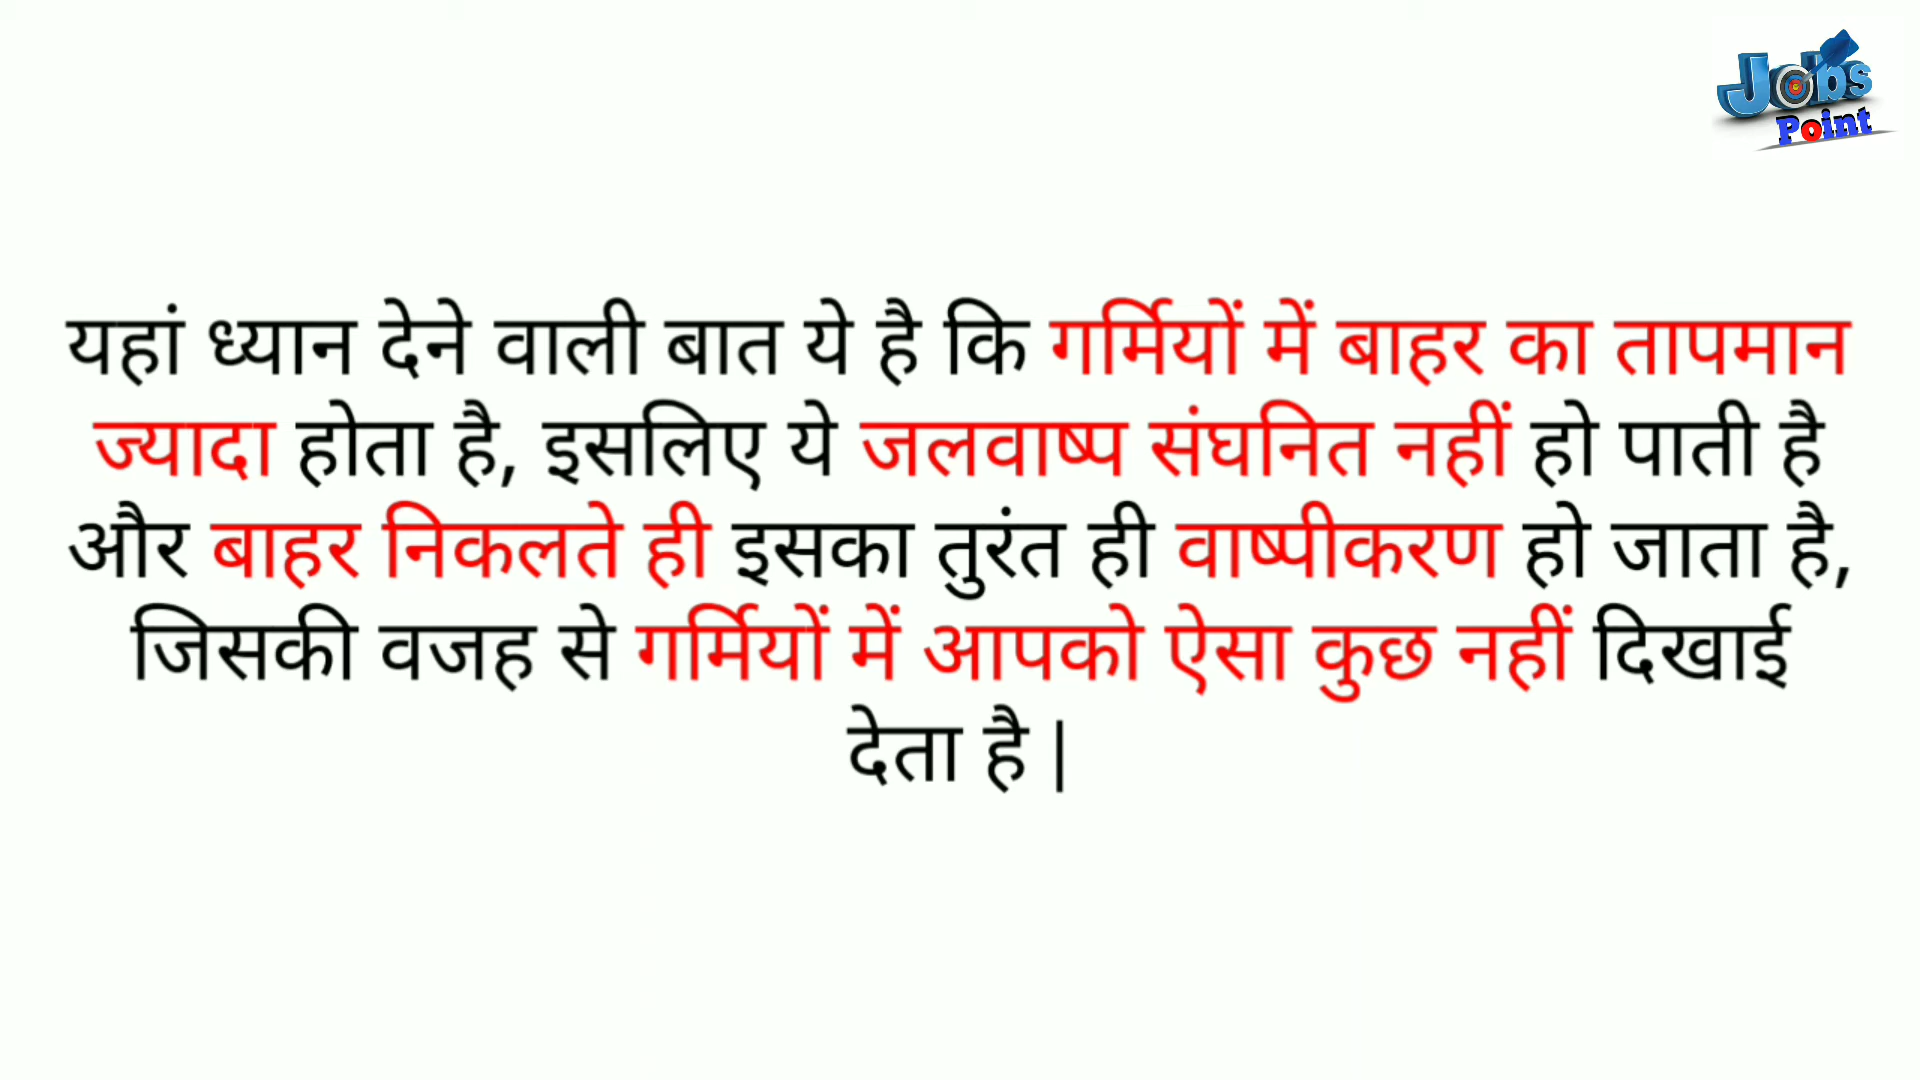 Jobs
Point
यहां ध्यान देने वाली बात ये है कि गर्मियों में बाहर का तापमान
ज्यादा होता है, इसलिए ये जलवाष्प संघनित नहीं हो पाती है
और बाहर निकलते ही इसका तुरंत ही वाष्पीकरण हो जाता है,
जिसकी वजह से गर्मियों में आपको ऐसा कुछ नहीं दिखाई
देता है |